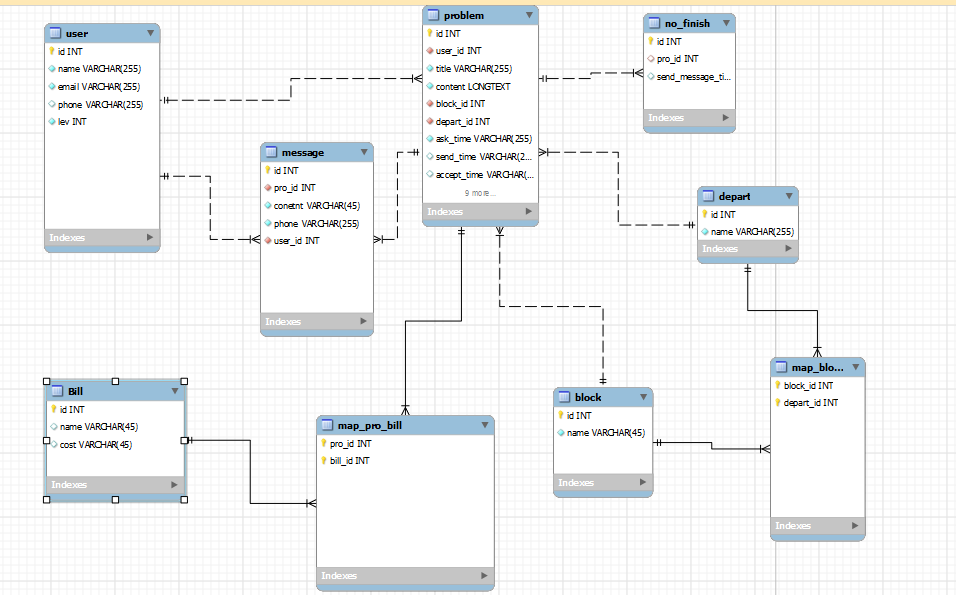 user
id INT
name VARCHAR(255)
email VARCHAR(255)
phone VARCHAR(255)
lev INT
Indexes
message
id INT
pro_id INT
conetnt VARCHAR(45)
phone VARCHAR(255)
user_id INT
Indexes
problem
id INT
user_id INT
title VARCHAR(255)
content LONGTEXT
block_id INT
depart_id INT
ask_time VARCHAR(255)
send_time VARCHAR(2...
accept_time VARCHAR(...
9 more...
Indexes
no_finish
id INT
pro_id INT
send_message_ti...
Indexes
depart
id INT
name VARCHAR(255)
Indexes
Bill
id INT
name VARCHAR(45)
cost VARCHAR(45)
Indexes
map_pro_bill
pro_id INT
bill_id INT
Indexes
block
id INT
name VARCHAR(45)
Indexes
map_blo...
block_id INT
depart_id INT
Indexes